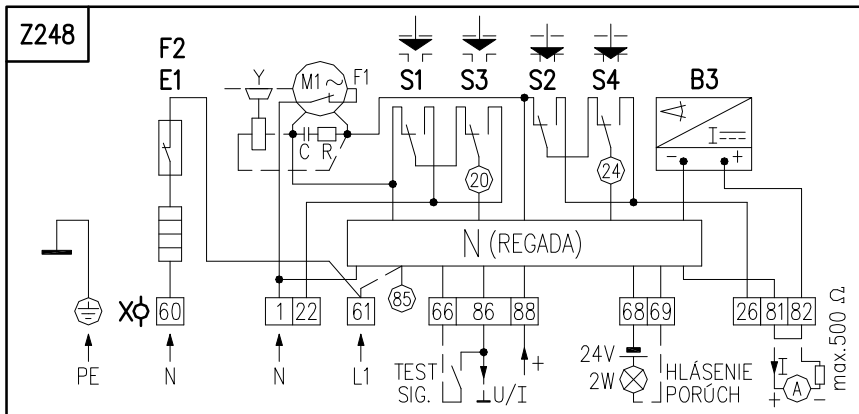 Z248
F2
E1
Y
M1 ~
F1
S1
S3
S2
S4
B3
C R
I
- +
20
24
N (REGADA)
85
X
60
1 22
61
66 86 88
68 69
26 81 82
PE
N
N
L1
TEST
SIG.
+
⊥U/I
24V
2W
HLÁSENIE
PORÚCH
I
A
+ -
max.500 Ω